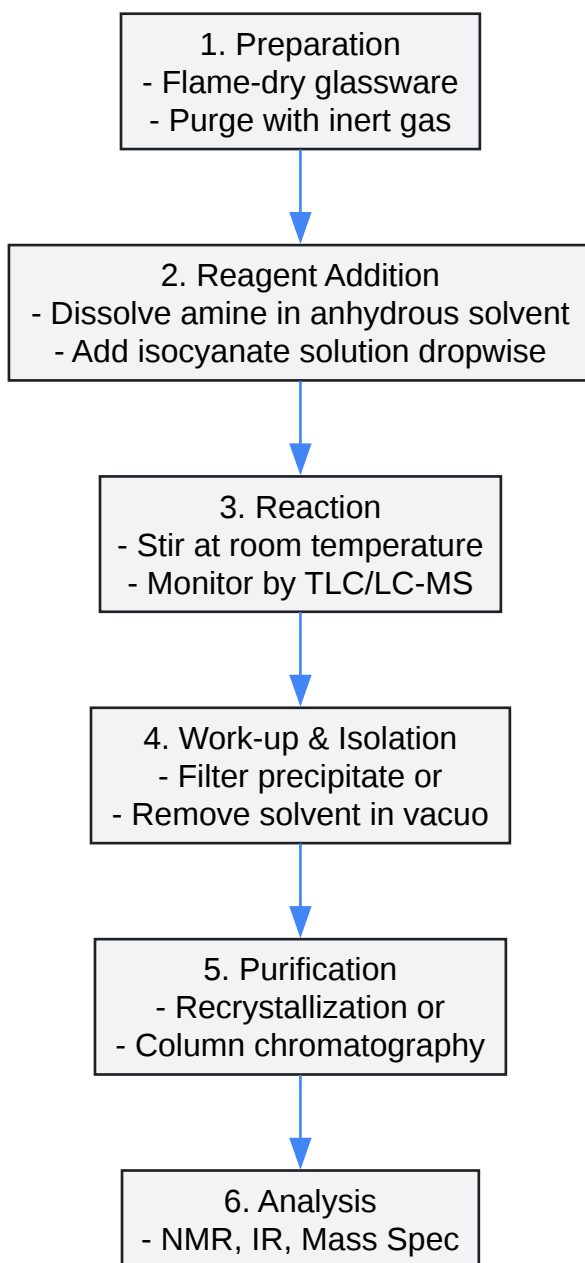 1. Preparation
- Flame-dry glassware
- Purge with inert gas
2. Reagent Addition
- Dissolve amine in anhydrous solvent
- Add isocyanate solution dropwise
3. Reaction
- Stir at room temperature
- Monitor by TLC/LC-MS
4. Work-up & Isolation
- Filter precipitate or
- Remove solvent in vacuo
5. Purification
- Recrystallization or
- Column chromatography
6. Analysis
- NMR, IR, Mass Spec